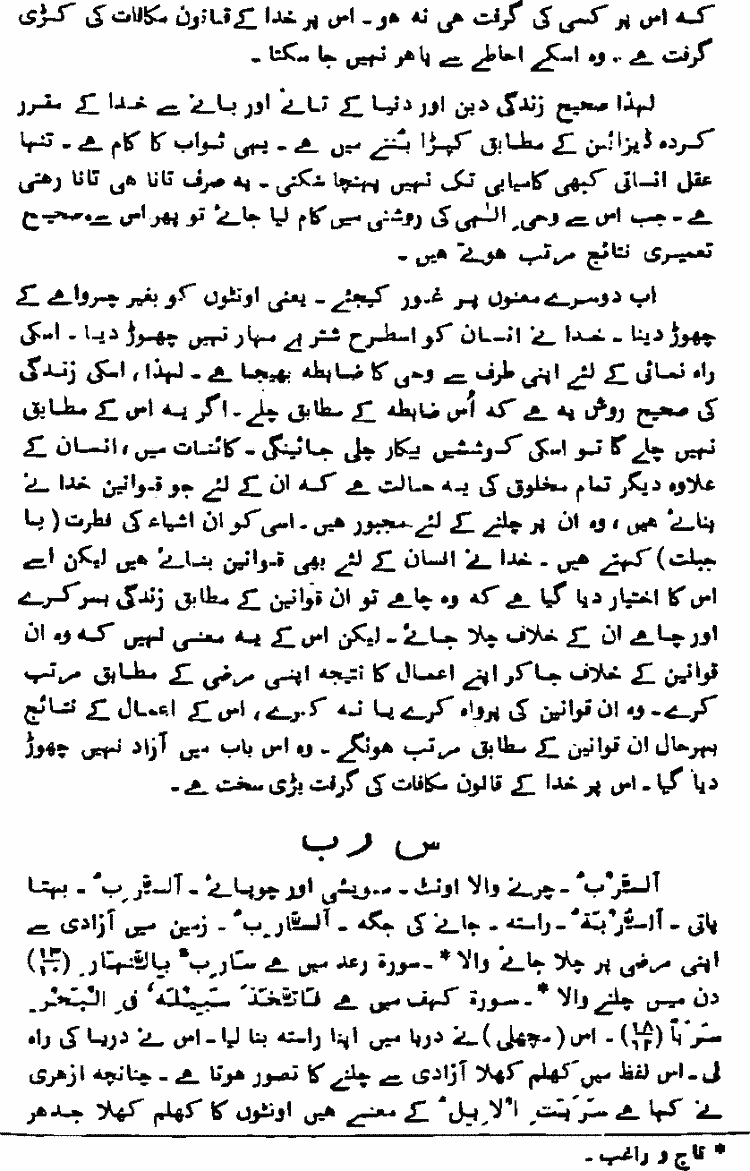 کہ اس پر کسی کی گرفت ہی نہ ہو۔ اس پر خدا کے قانون مکافات کی کڑی
گرفت ہے۔ وہ اسکے احاطے سے باہر نہیں جا سکتا۔
لہذا صحیح زندگی دین اور دنیا کے تانے اور بانے سے خدا کے مقرر
کردہ ڈیزائن کے مطابق کپڑا بننے میں ہے۔ یہی ثواب کا کام ہے۔ تنہا
عقل انسانی کبھی کامیابی تک نہیں پہنچا سکتی۔ یہ صرف تانا ہی تانا رہتی
ہے۔ جب اس سے وحیِ الٰہی کی روشنی میں کام لیا جائے تو پھر اس سے صحیح
تعمیری نتائج مرتب ہوتے ہیں۔
اب دوسرے معنوں پر غور کیجئے۔ یعنی اونٹوں کو بغیر چرواہے کے
چھوڑ دینا۔ خدا نے انسان کو اسطرح شتر بے مہار نہیں چھوڑ دیا۔ اسکی
راہ نمائی کے لئے اپنی طرف سے وحی کا ضابطہ بھیجا ہے۔ لہذا، اسکی زندگی
کی صحیح روش یہ ہے کہ اُس ضابطہ کے مطابق چلے۔ اگر یہ اس کے مطابق
نہیں چلے گا تو اسکی کوششیں بیکار چلی جائینگی۔ کائنات میں، انسان کے
علاوہ دیگر تمام مخلوق کی یہ حالت ہے کہ ان کے لئے جو قوانین خدا نے
بنائے ہیں، وہ ان پر چلنے کے لئے مجبور ہیں۔ اسی کو ان اشیاء کی فطرت (یا
جبلت) کہتے ہیں۔ خدا نے انسان کے لئے بھی قوانین بنائے ہیں لیکن اسے
اس کا اختیار دیا گیا ہے کہ وہ چاہے تو ان قوانین کے مطابق زندگی بسر کرے
اور چاہے ان کے خلاف چلا جائے۔ لیکن اس کے یہ معنی نہیں کہ وہ ان
قوانین کے خلاف جا کر اپنے اعمال کا نتیجہ اپنی مرضی کے مطابق مرتب
کرے۔ وہ ان قوانین کی پرواہ کرے یا نہ کرے، اس کے اعمال کے نتائج
بہرحال ان قوانین کے مطابق مرتب ہونگے۔ وہ اس باب میں آزاد نہیں چھوڑ
دیا گیا۔ اس پر خدا کے قانون مکافات کی گرفت بڑی سخت ہے۔
س ر ب
اَلسَّرْبُ۔ چرنے والا اونٹ۔ مویشی اور چوپائے۔ اَلسَّرِبُ۔ بہتا
پانی۔ اَلسُّرْبَةُ۔ راستہ۔ جانے کی جگہ۔ اَلسَّارِبُ۔ زمین میں آزادی سے
اپنی مرضی پر چلا جانے والا*۔ سورۃ رعد میں ہے سَارِبٌ بِالنَّهَارِ (۱۳/۱۰)
دن میں چلنے والا*۔ سورۃ کہف میں ہے فَاتَّخَذَ سَبِيْلَهٗ فِی الْبَحْرِ
سَرَبًا (۱۸/۶۱)۔ اس (مچھلی) نے دریا میں اپنا راستہ بنا لیا۔ اس نے دریا کی راہ
لی۔ اس لفظ میں کھلم کھلا آزادی سے چلنے کا تصور ہوتا ہے۔ چنانچہ ازہری
نے کہا ہے سَرَبَتِ الْاِبِلُ کے معنے ہیں اونٹوں کا کھلم کھلا جدھر
* تاج و راغب۔